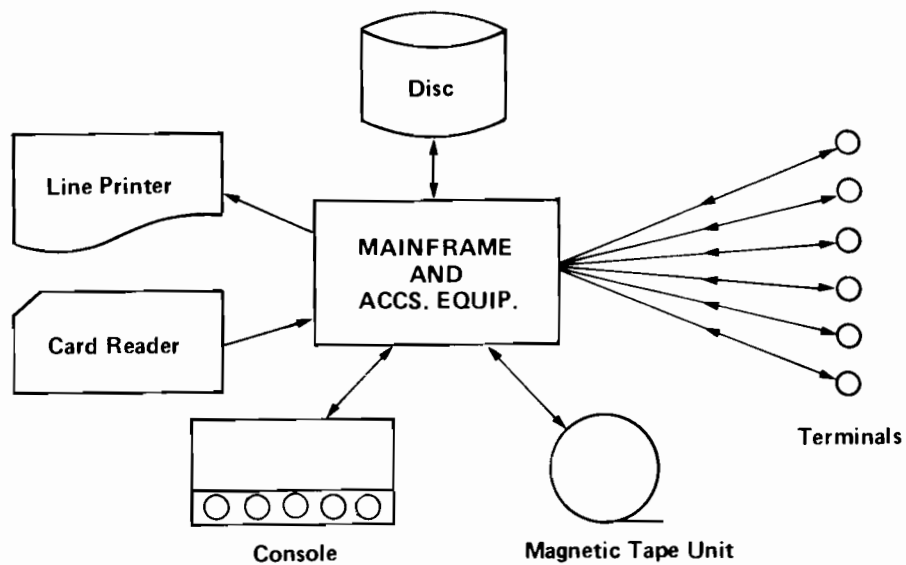 Disc
Line Printer
MAINFRAME
AND
ACCS. EQUIP.
Card Reader
Terminals
Console
Magnetic Tape Unit